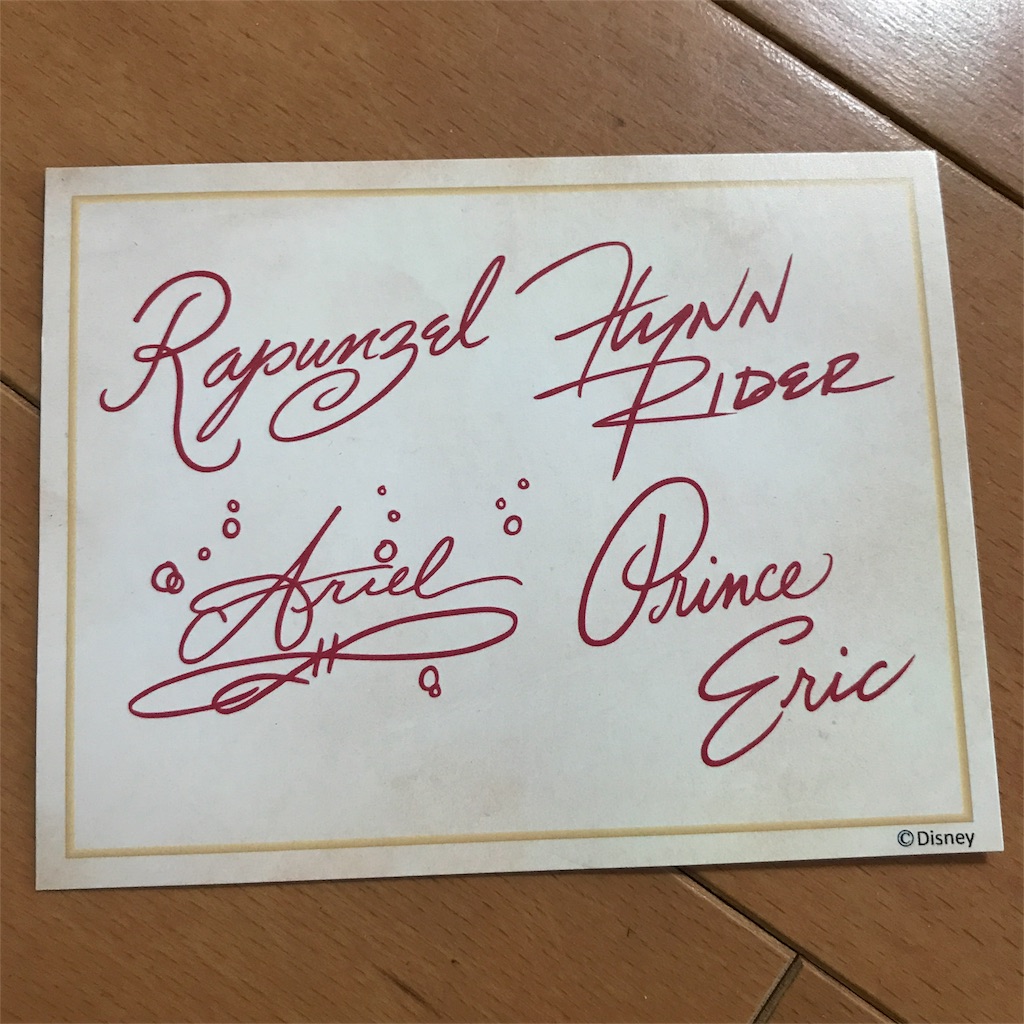 Rapunzel
Flynn
RIDER
Ariel
Prince
Eric
©Disney